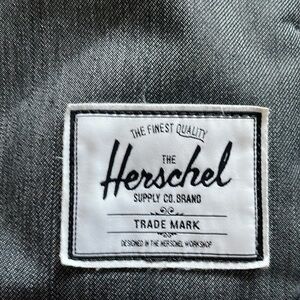 THE FINEST QUALITY
THE
Herschel
SUPPLY CO. BRAND
TRADE MARK
DESIGNED IN THE HERSCHEL WORKSHOP